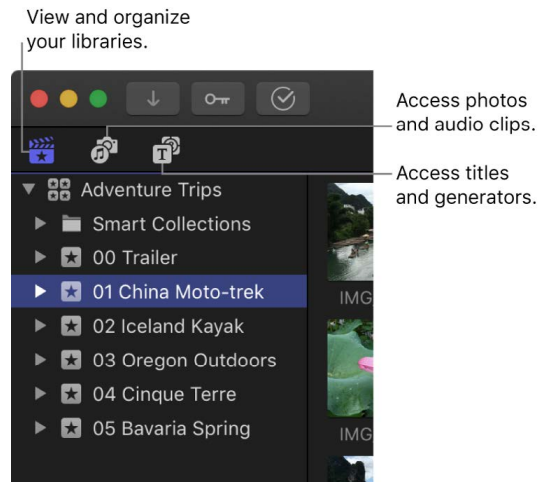 View and organize
your libraries.
Access photos
and audio clips.
Access titles
and generators.
Adventure Trips
Smart Collections
00 Trailer
01 China Moto-trek
IMG
02 Iceland Kayak
03 Oregon Outdoors
04 Cinque Terre
05 Bavaria Spring
IMG